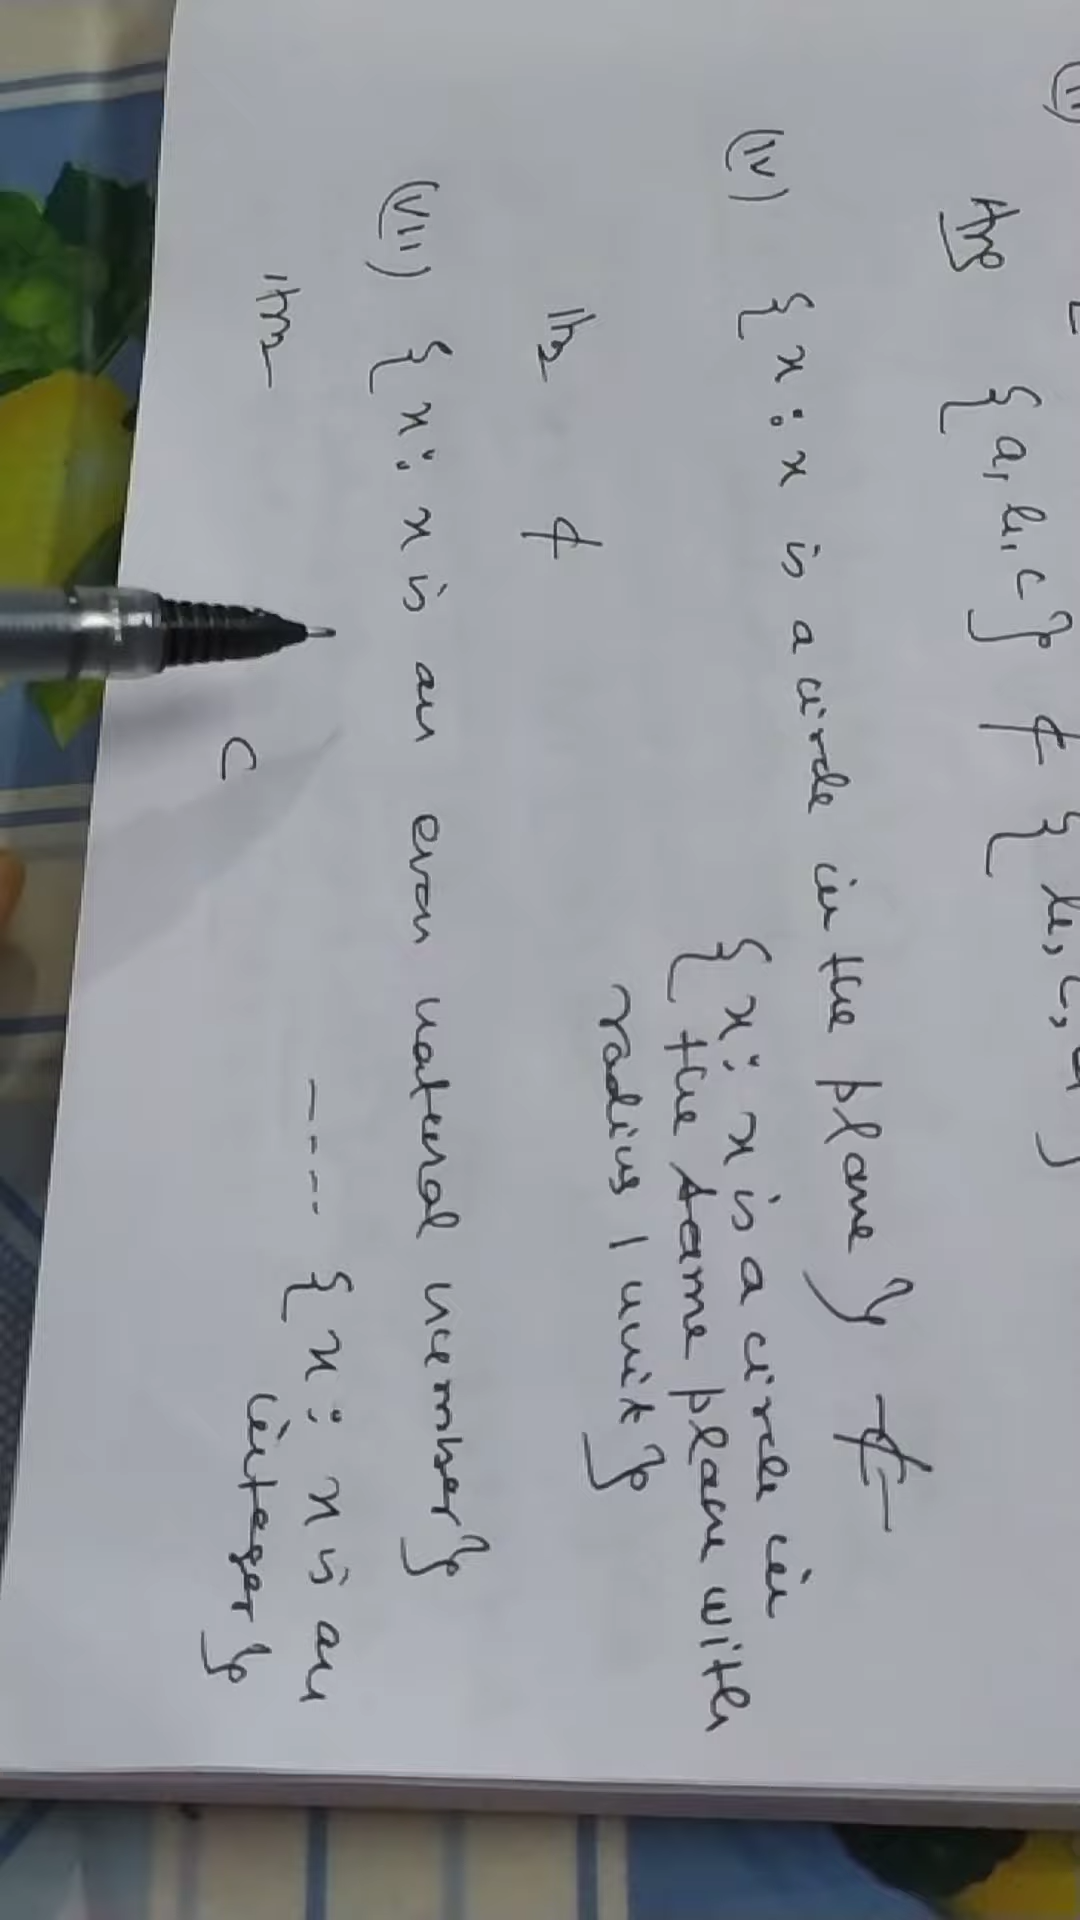 (ii)
Ans {a, b, c} ⊄ { b, c, d }
(iv) {x : x is a circle in the plane} ⊄
{x : x is a circle in
the same plane with
radius 1 unit}
Ans ⊄
(vii) {x : x is an even natural number}
---- {x : x is an
integer}
Ans ⊂